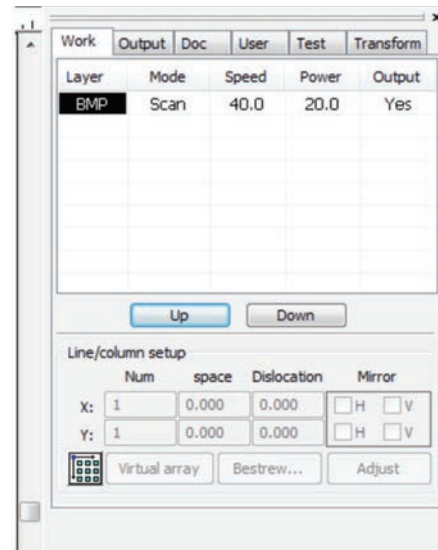 Work Output Doc User Test Transform
Layer Mode Speed Power Output
BMP Scan 40.0 20.0 Yes
Up Down
Line/column setup
Num space Dislocation Mirror
X: 1 0.000 0.000 H V
Y: 1 0.000 0.000 H V
Virtual array Bestrew... Adjust